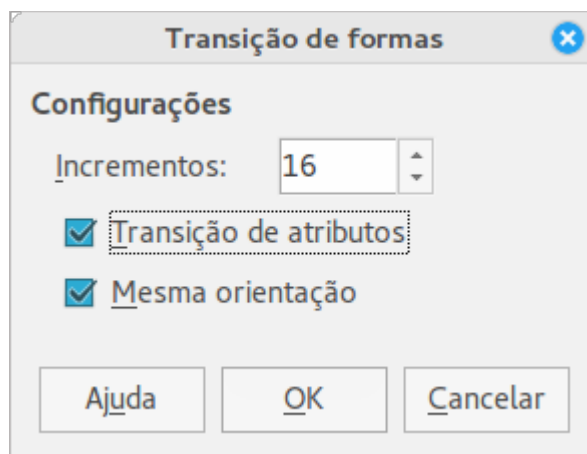 Transição de formas
Configurações
Incrementos: 16
Transição de atributos
Mesma orientação
Ajuda OK Cancelar